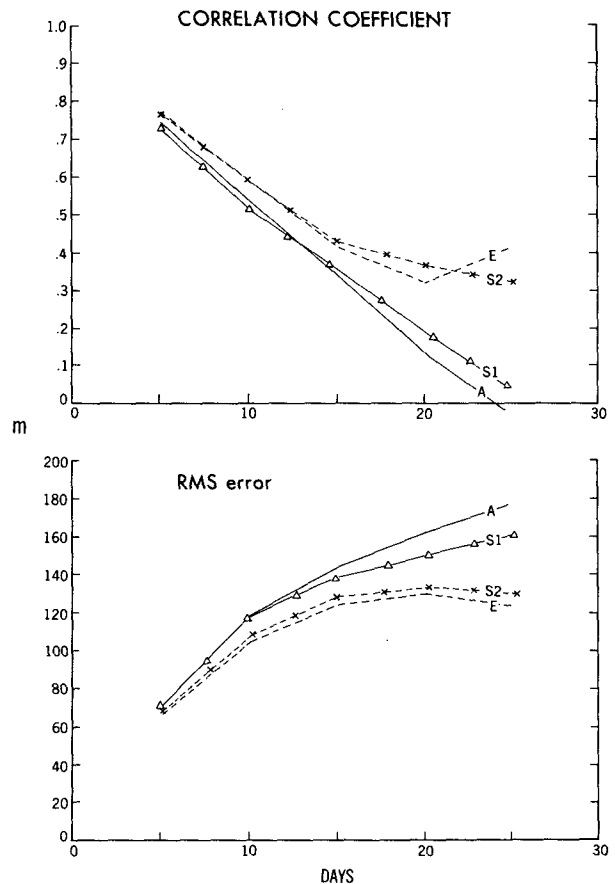 CORRELATION COEFFICIENT
1.0
.9
.8
.7
.6
.5
.4
.3
.2
.1
0
E
S2
S1
A
0 10 20 30
m
RMS error
200
180
160
140
120
100
80
60
40
20
0
A
S1
S2
E
0 10 20 30
DAYS